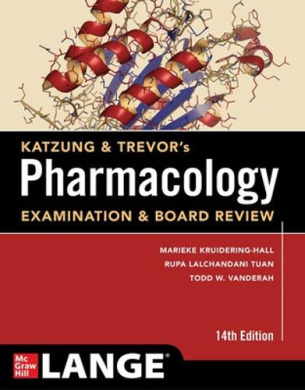 KATZUNG & TREVOR's
Pharmacology
EXAMINATION & BOARD REVIEW
MARIEKE KRUIDERING-HALL
RUPA LALCHANDANI TUAN
TODD W. VANDERAH
14th Edition
Mc
Graw
Hill
LANGE®